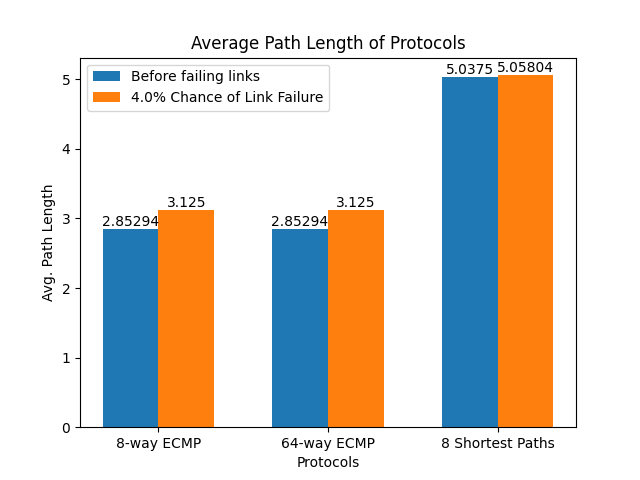 Average Path Length of Protocols
Before failing links
4.0% Chance of Link Failure
5.0375
5.05804
2.85294
3.125
2.85294
3.125
Avg. Path Length
5
4
3
2
1
0
8-way ECMP
64-way ECMP
8 Shortest Paths
Protocols